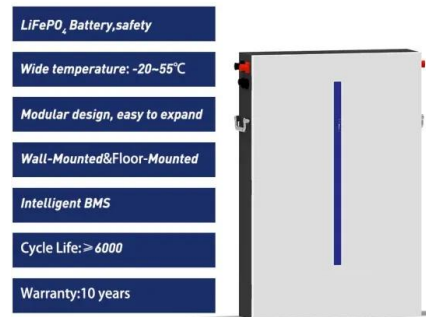 LiFePO₄ Battery,safety
Wide temperature: -20~55℃
Modular design, easy to expand
Wall-Mounted&Floor-Mounted
Intelligent BMS
Cycle Life:≥6000
Warranty:10 years